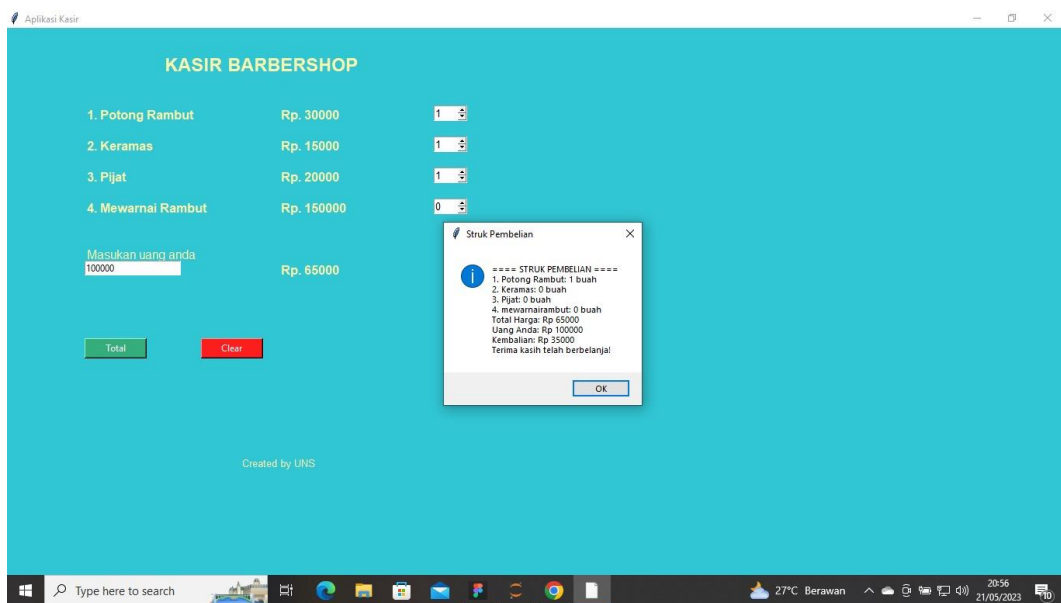 Aplikasi Kasir
KASIR BARBERSHOP
1. Potong Rambut Rp. 30000 1
2. Keramas Rp. 15000 1
3. Pijat Rp. 20000 1
4. Mewarnai Rambut Rp. 150000 0
Masukan uang anda
100000
Rp. 65000
Total Clear
Struk Pembelian
==== STRUK PEMBELIAN ====
1. Potong Rambut: 1 buah
2. Keramas: 0 buah
3. Pijat: 0 buah
4. mewarnairambut: 0 buah
Total Harga: Rp 65000
Uang Anda: Rp 100000
Kembalian: Rp 35000
Terima kasih telah berbelanja!
OK
Created by UNS
Type here to search
27°C Berawan
20:56
21/05/2023
10